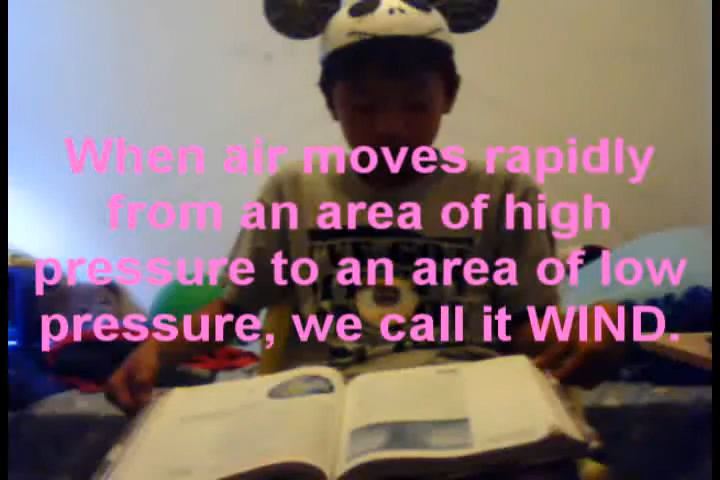 When air moves rapidly
from an area of high
pressure to an area of low
pressure, we call it WIND.